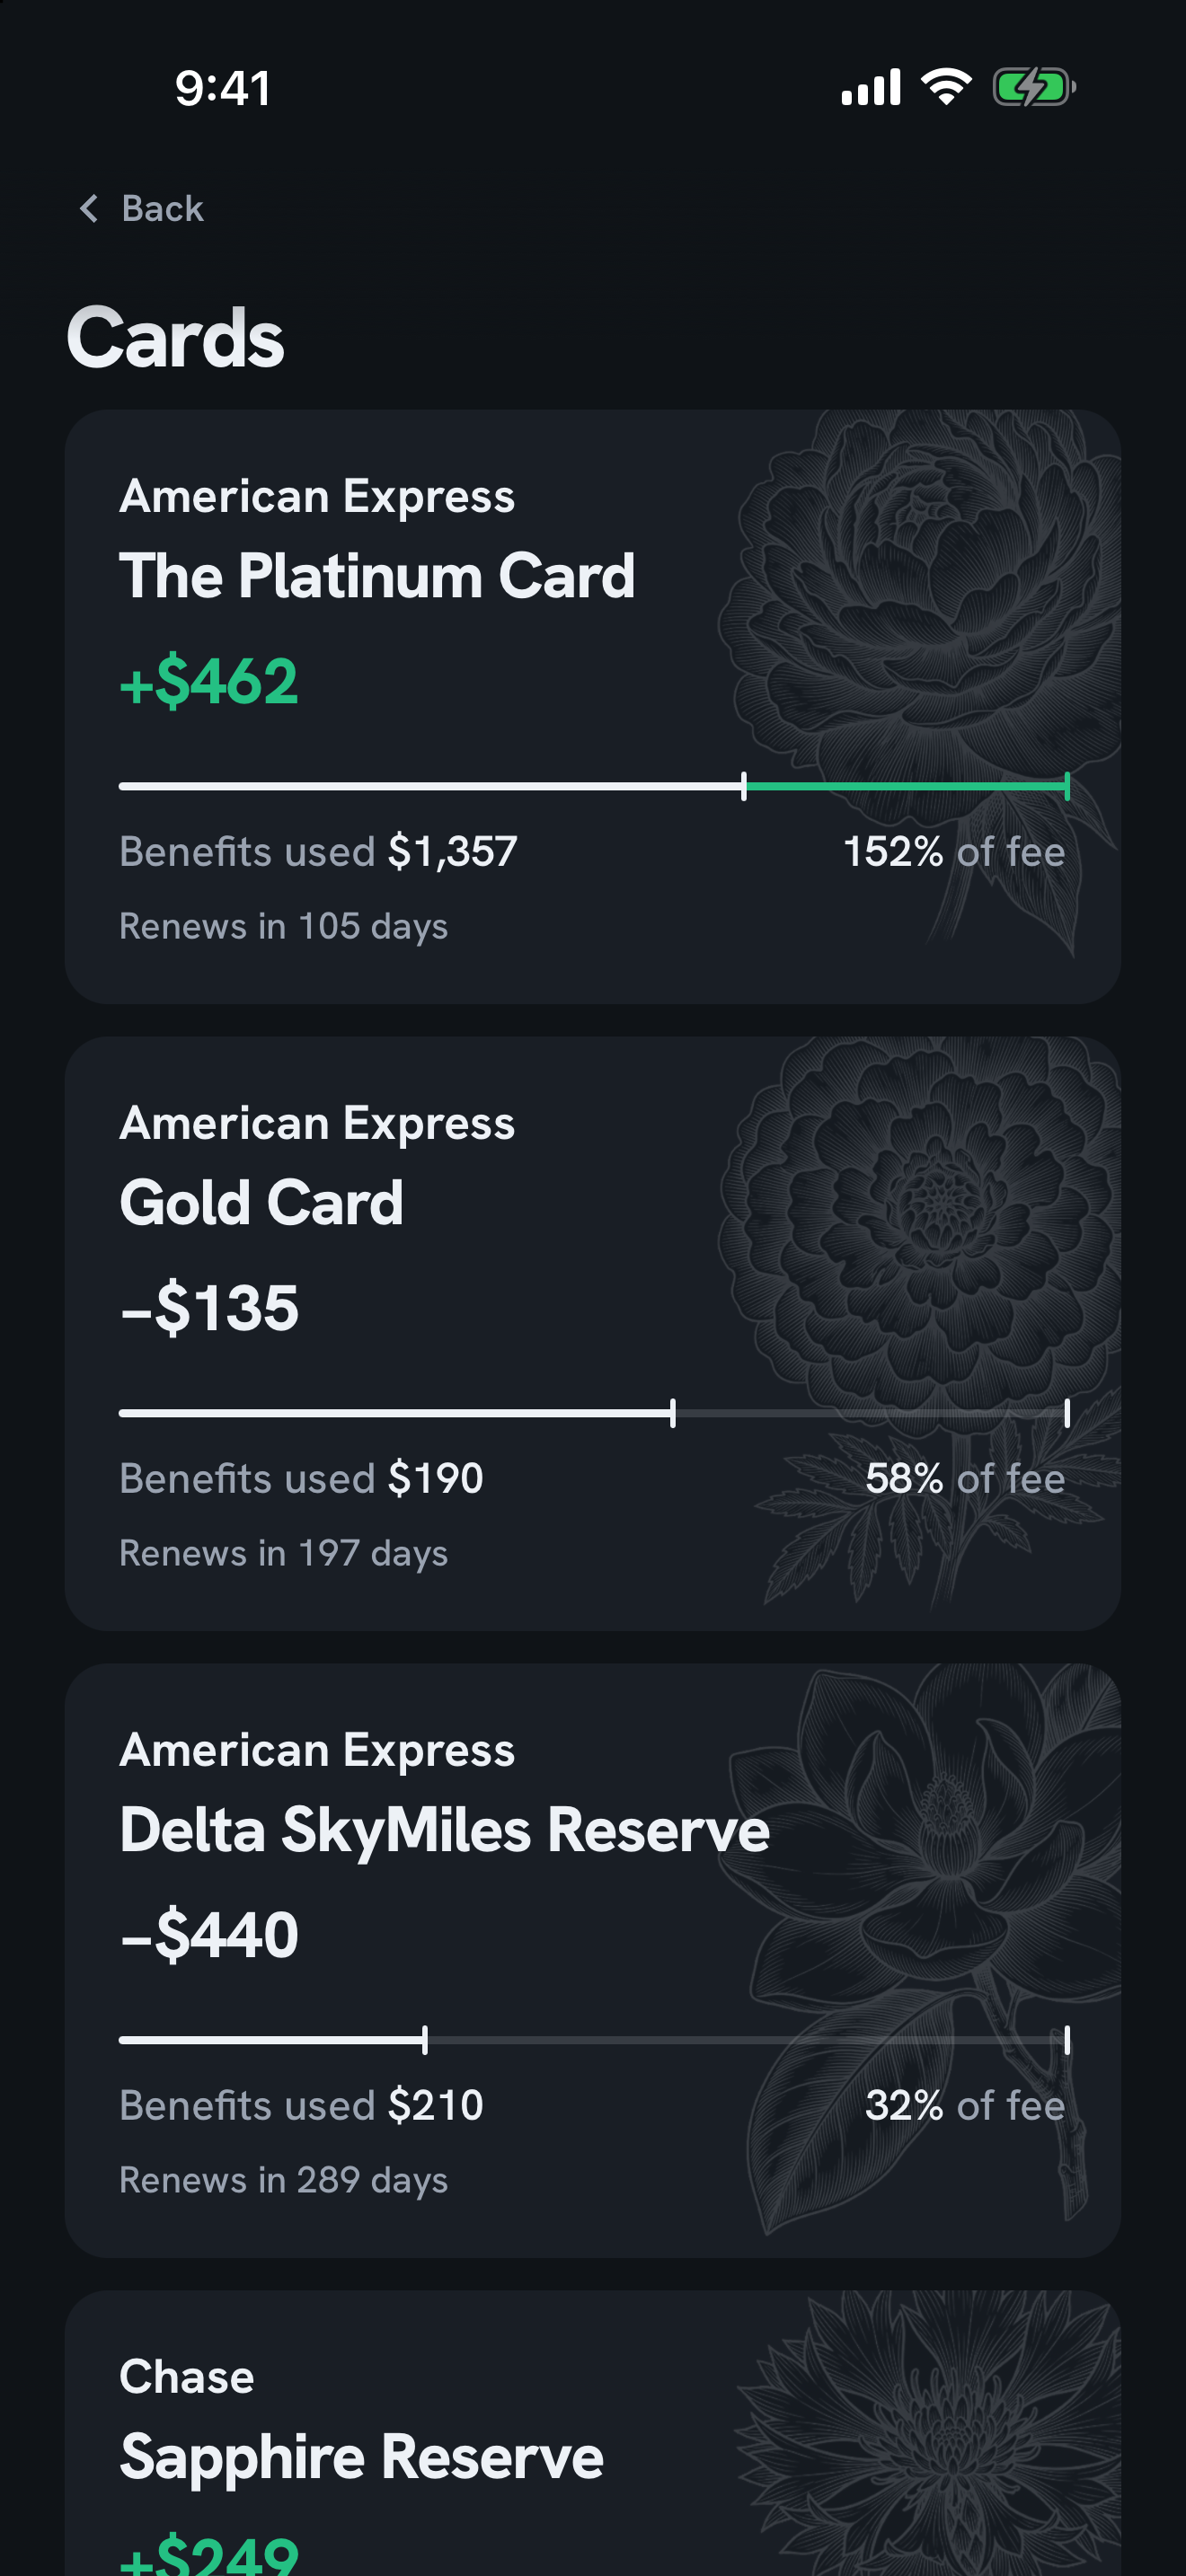 9:41
Back
Cards
American Express
The Platinum Card
+$462
Benefits used $1,357 152% of fee
Renews in 105 days
American Express
Gold Card
–$135
Benefits used $190 58% of fee
Renews in 197 days
American Express
Delta SkyMiles Reserve
–$440
Benefits used $210 32% of fee
Renews in 289 days
Chase
Sapphire Reserve
+$249